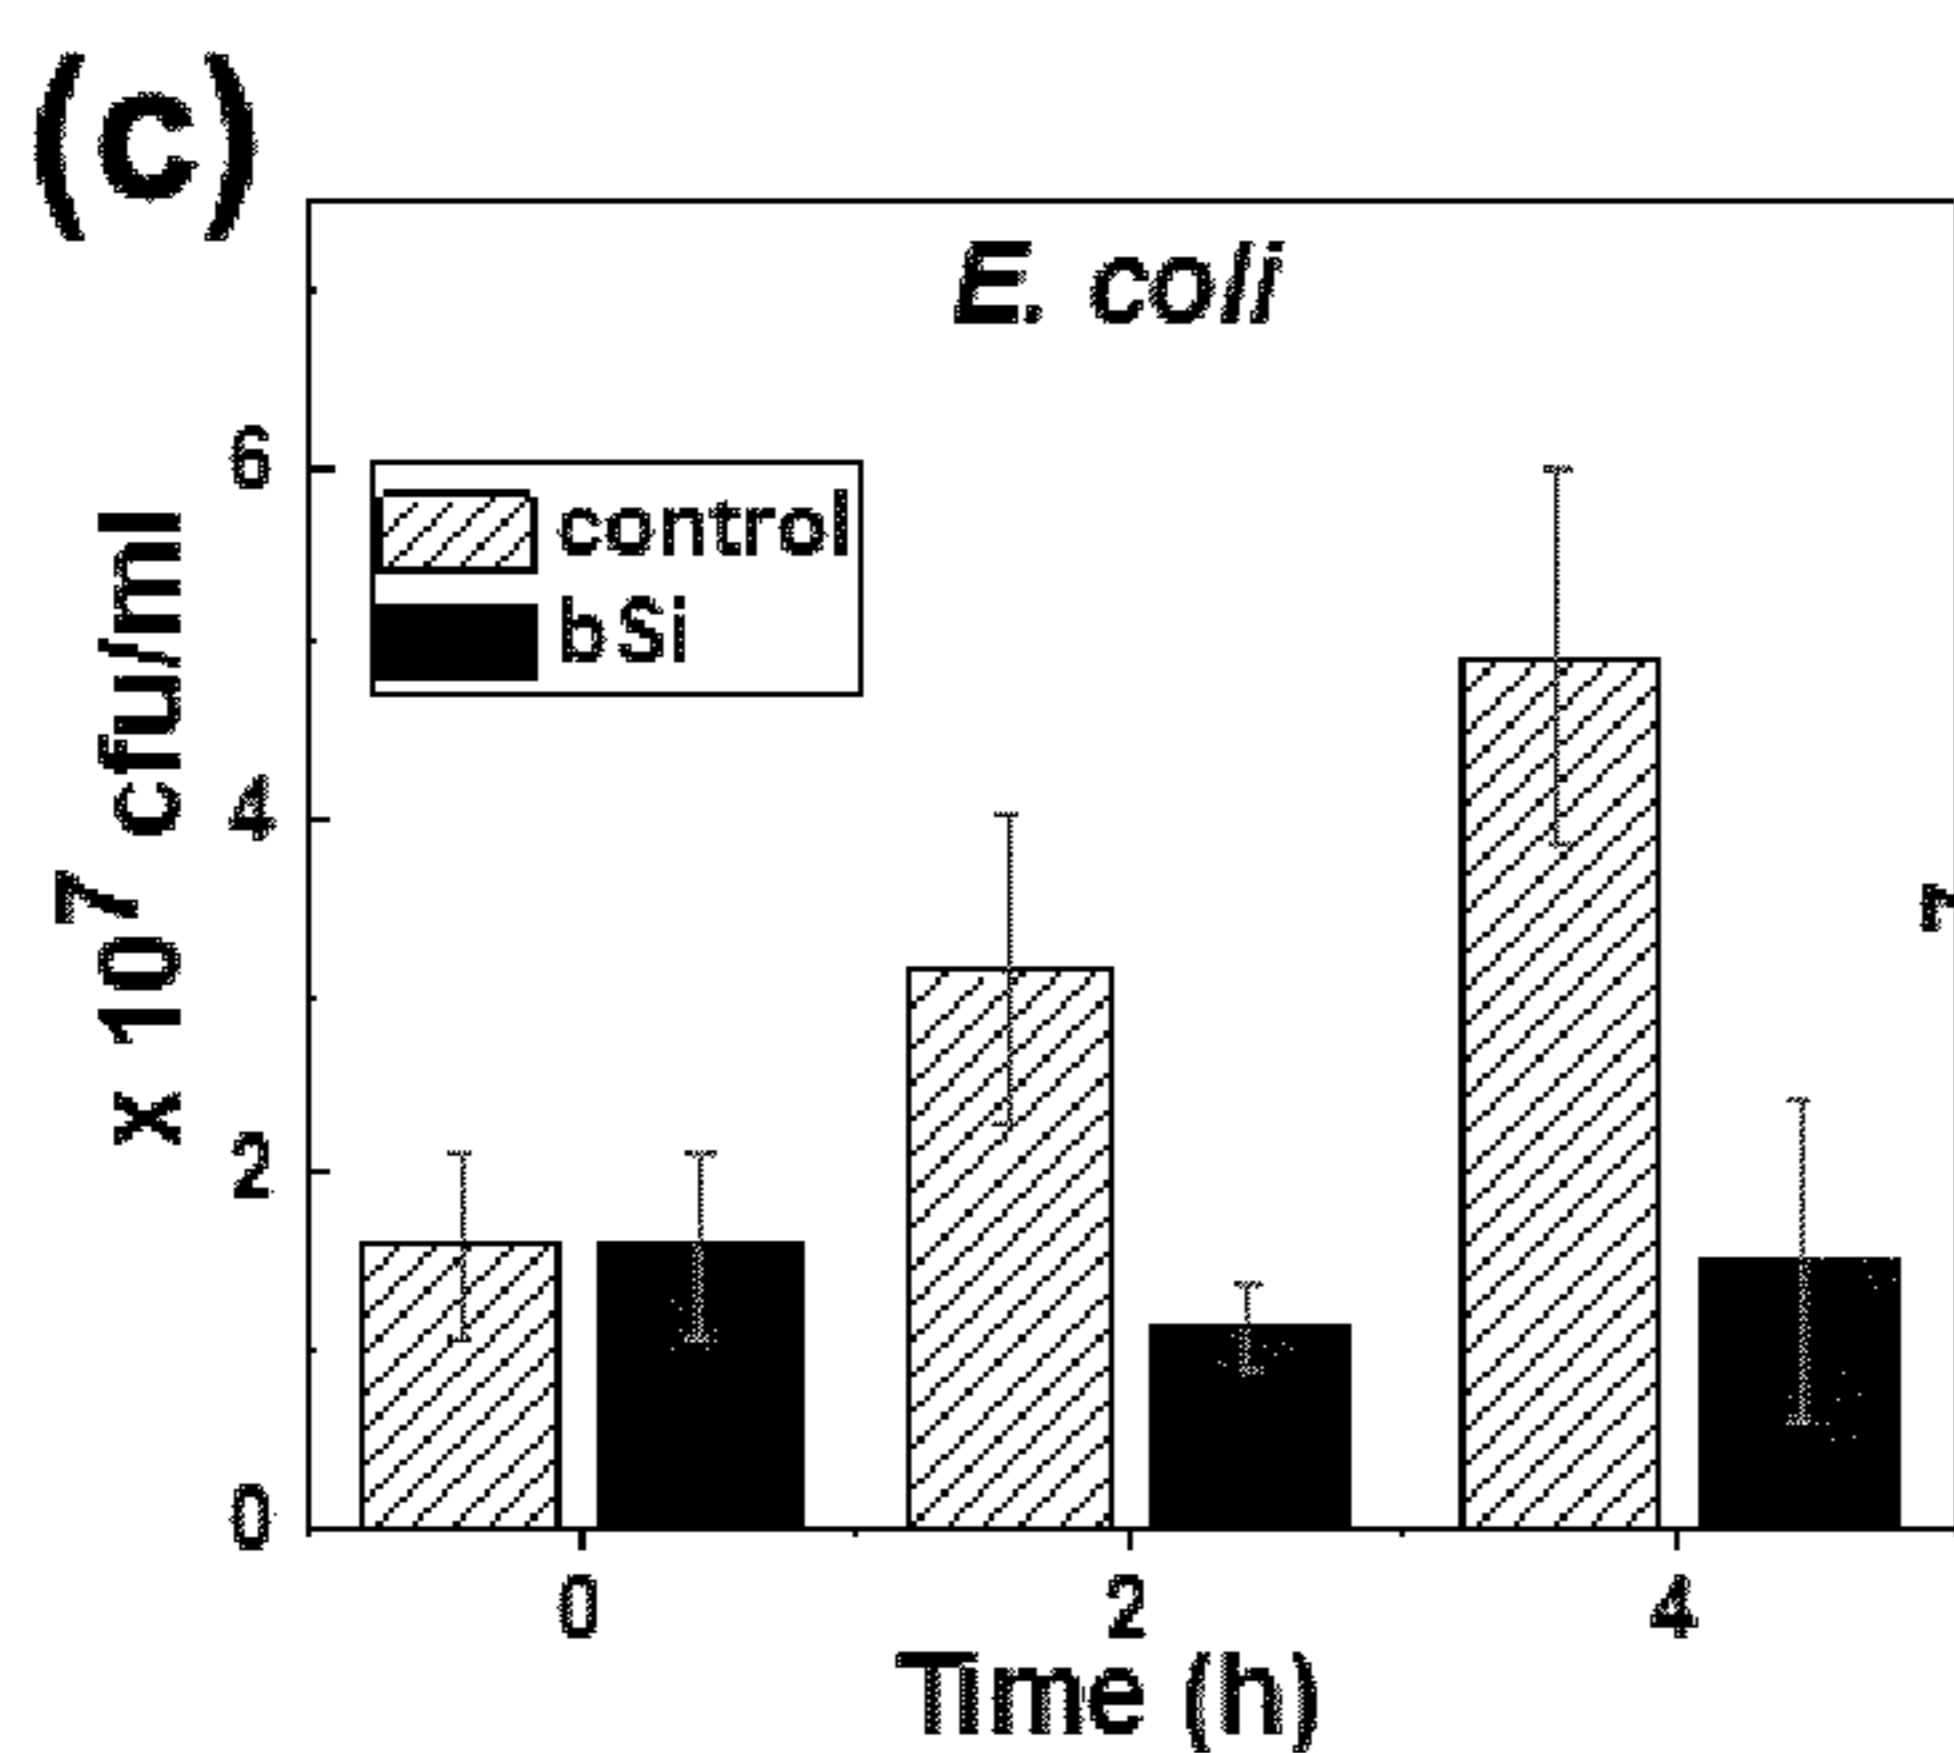 (c)
E. coli
control
bSi
x 10⁷ cfu/ml
6
4
2
0
0 2 4
Time (h)